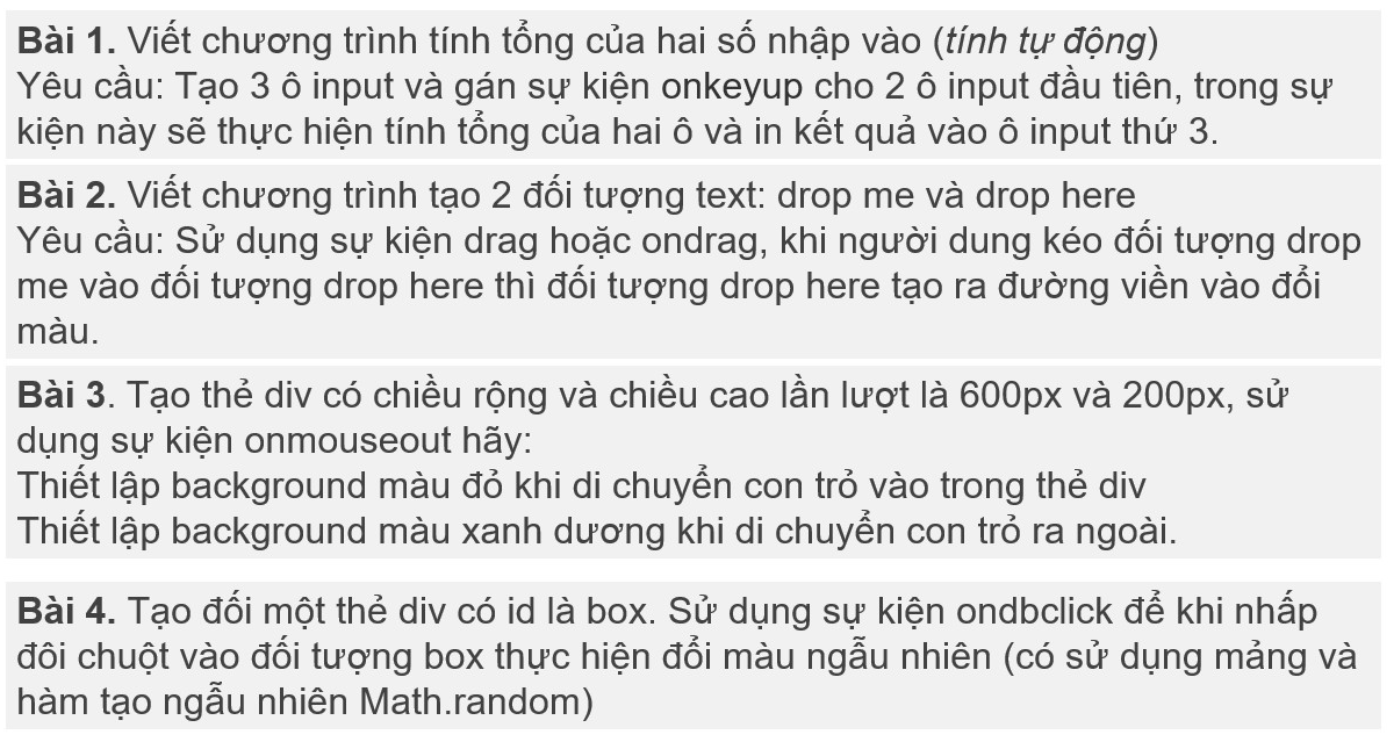 Bài 1. Viết chương trình tính tổng của hai số nhập vào (tính tự động)
Yêu cầu: Tạo 3 ô input và gán sự kiện onkeyup cho 2 ô input đầu tiên, trong sự
kiện này sẽ thực hiện tính tổng của hai ô và in kết quả vào ô input thứ 3.
Bài 2. Viết chương trình tạo 2 đối tượng text: drop me và drop here
Yêu cầu: Sử dụng sự kiện drag hoặc ondrag, khi người dung kéo đối tượng drop
me vào đối tượng drop here thì đối tượng drop here tạo ra đường viền vào đổi
màu.
Bài 3. Tạo thẻ div có chiều rộng và chiều cao lần lượt là 600px và 200px, sử
dụng sự kiện onmouseout hãy:
Thiết lập background màu đỏ khi di chuyển con trỏ vào trong thẻ div
Thiết lập background màu xanh dương khi di chuyển con trỏ ra ngoài.
Bài 4. Tạo đối một thẻ div có id là box. Sử dụng sự kiện ondbclick để khi nhấp
đôi chuột vào đối tượng box thực hiện đổi màu ngẫu nhiên (có sử dụng mảng và
hàm tạo ngẫu nhiên Math.random)